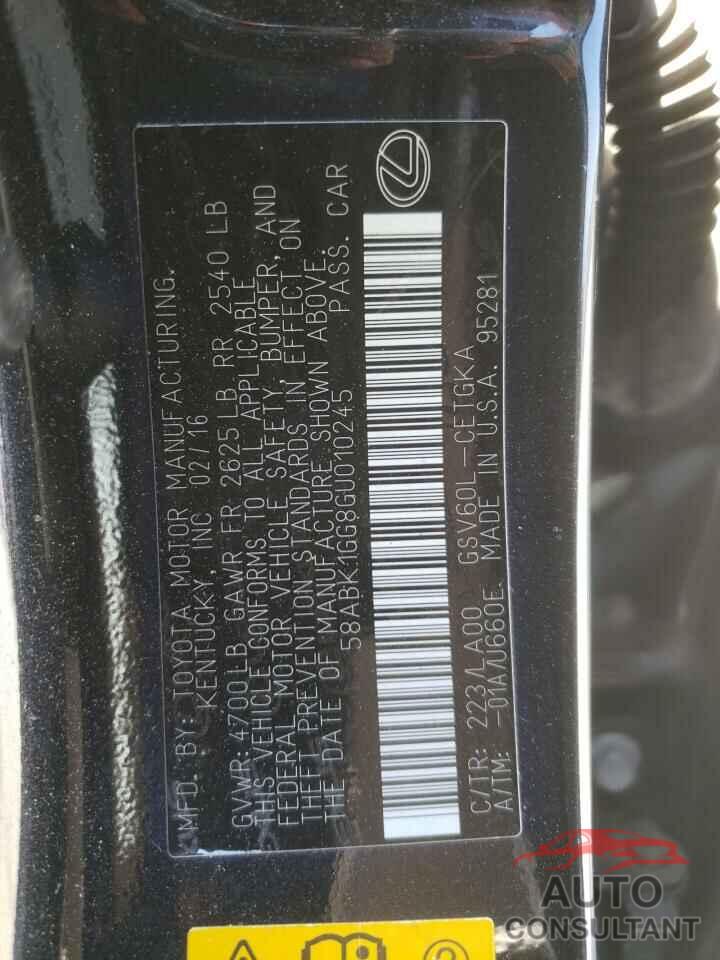 MFD. BY: TOYOTA MOTOR MANUFACTURING.
KENTUCKY, INC 02/16
GVWR: 4700LB GAWR FR 2625LB RR 2540 LB
THIS VEHICLE CONFORMS TO ALL APPLICABLE
FEDERAL MOTOR VEHICLE SAFETY, BUMPER, AND
THEFT PREVENTION STANDARDS IN EFFECT ON
THE DATE OF MANUFACTURE SHOWN ABOVE.
58ABK1GG8GU010245 PASS. CAR
C/TR: 223/LA00 GSV60L-CETGKA
A/TM: -01A/U660E. MADE IN U.S.A. 95281
AUTO
CONSULTANT